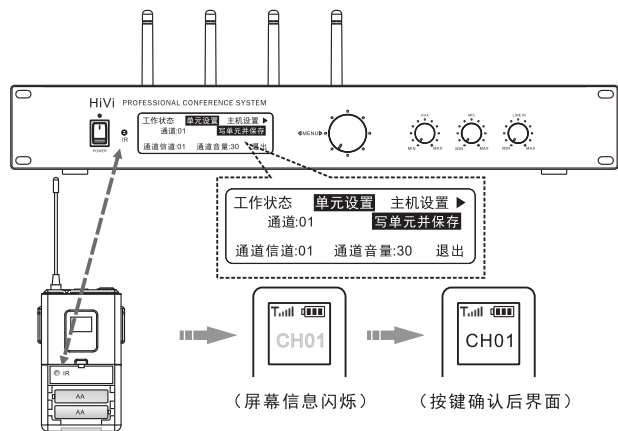 HiVi PROFESSIONAL CONFERENCE SYSTEM
工作状态 单元设置 主机设置 ▶
通道:01 写单元并保存
通道信道:01 通道音量:30 退出
POWER
IR
◁MENU▷
AUX
MIN MAX
MIC
MIN MAX
LINE IN
MIN MAX
工作状态 单元设置 主机设置 ▶
通道:01 写单元并保存
通道信道:01 通道音量:30 退出
IR
AA
AA
T
CH01
(屏幕信息闪烁)
T
CH01
(按键确认后界面)